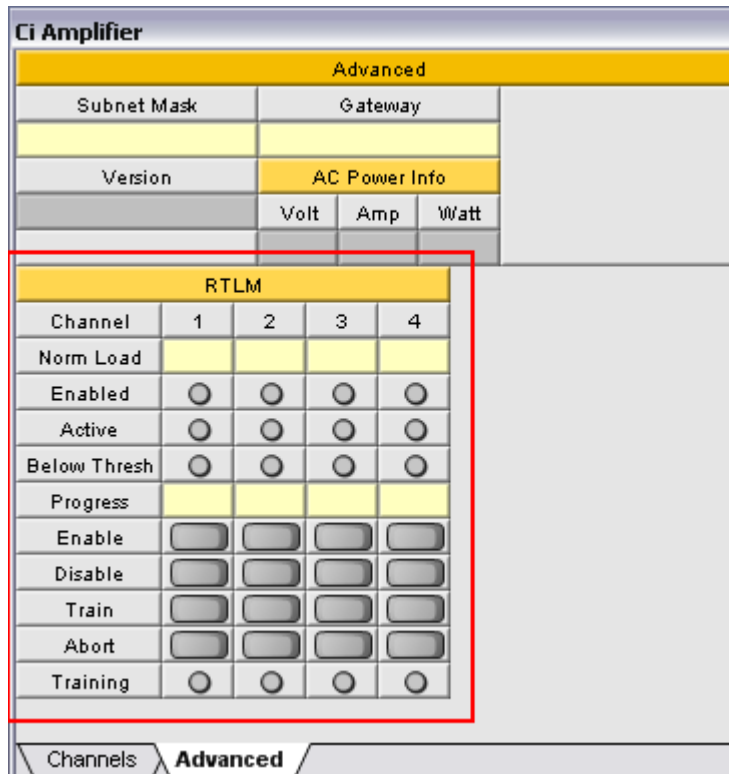 Ci Amplifier
Advanced
Subnet Mask Gateway
Version AC Power Info
Volt Amp Watt
RTLM
Channel 1 2 3 4
Norm Load
Enabled
Active
Below Thresh
Progress
Enable
Disable
Train
Abort
Training
Channels Advanced